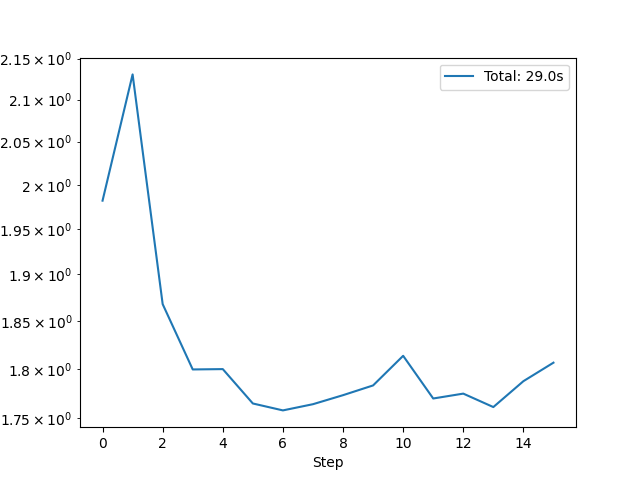 Total: 29.0s
2.15 × 10⁰
2.1 × 10⁰
2.05 × 10⁰
2 × 10⁰
1.95 × 10⁰
1.9 × 10⁰
1.85 × 10⁰
1.8 × 10⁰
1.75 × 10⁰
0 2 4 6 8 10 12 14
Step